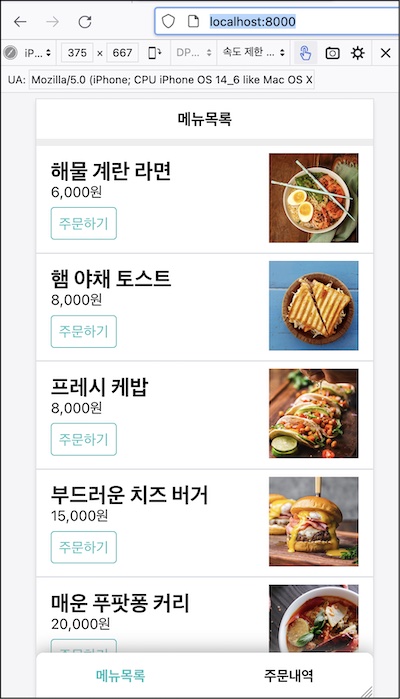 localhost:8000
iP...
375 × 667
DP...
속도 제한 ...
UA: Mozilla/5.0 (iPhone; CPU iPhone OS 14_6 like Mac OS X
메뉴목록
해물 계란 라면
6,000원
주문하기
햄 야채 토스트
8,000원
주문하기
프레시 케밥
8,000원
주문하기
부드러운 치즈 버거
15,000원
주문하기
매운 푸팟퐁 커리
20,000원
주문하기
메뉴목록 주문내역